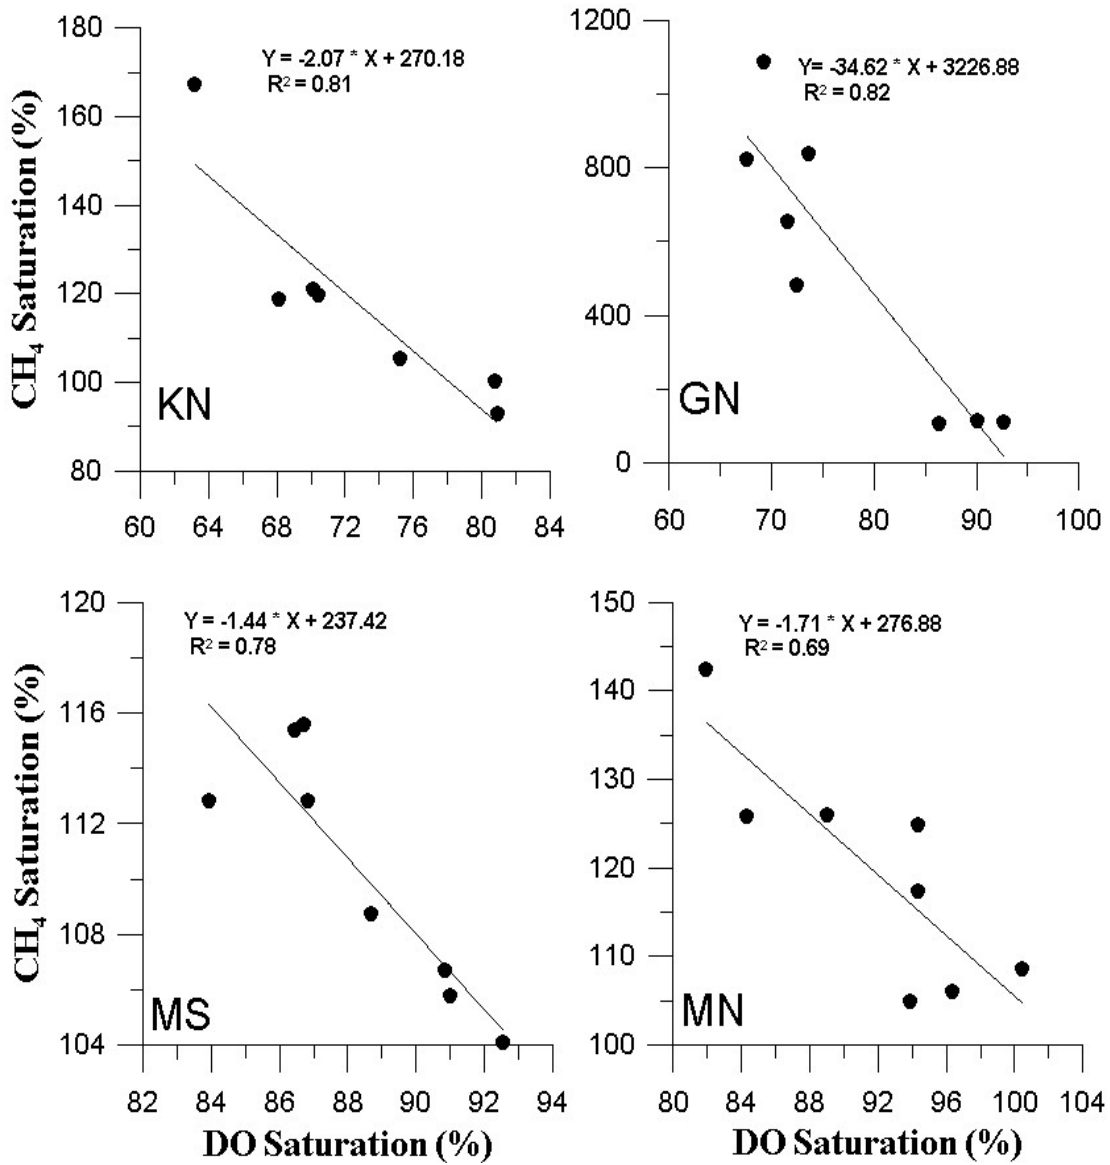 180
160
140
120
100
80
CH₄ Saturation (%)
Y = -2.07 * X + 270.18
R² = 0.81
KN
60 64 68 72 76 80 84
1200
800
400
0
Y= -34.62 * X + 3226.88
R² = 0.82
GN
60 70 80 90 100
120
116
112
108
104
CH₄ Saturation (%)
Y = -1.44 * X + 237.42
R² = 0.78
MS
82 84 86 88 90 92 94
DO Saturation (%)
150
140
130
120
110
100
Y = -1.71 * X + 276.88
R² = 0.69
MN
80 84 88 92 96 100 104
DO Saturation (%)